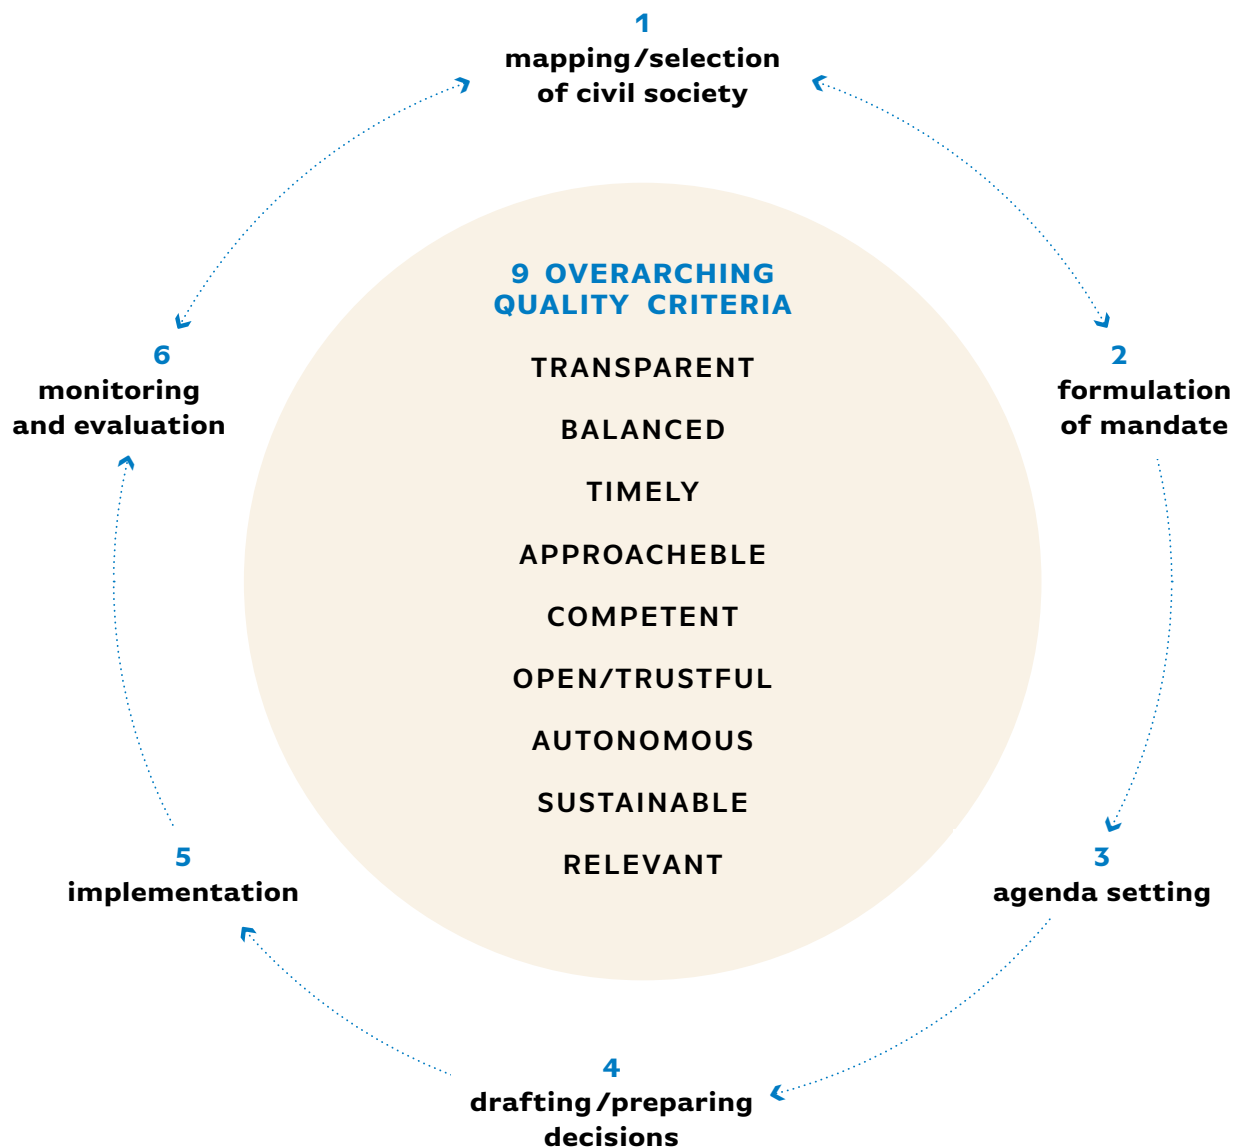 1
mapping/selection
of civil society
9 OVERARCHING
QUALITY CRITERIA
TRANSPARENT
BALANCED
TIMELY
APPROACHEBLE
COMPETENT
OPEN/TRUSTFUL
AUTONOMOUS
SUSTAINABLE
RELEVANT
2
formulation
of mandate
3
agenda setting
4
drafting/preparing
decisions
5
implementation
6
monitoring
and evaluation